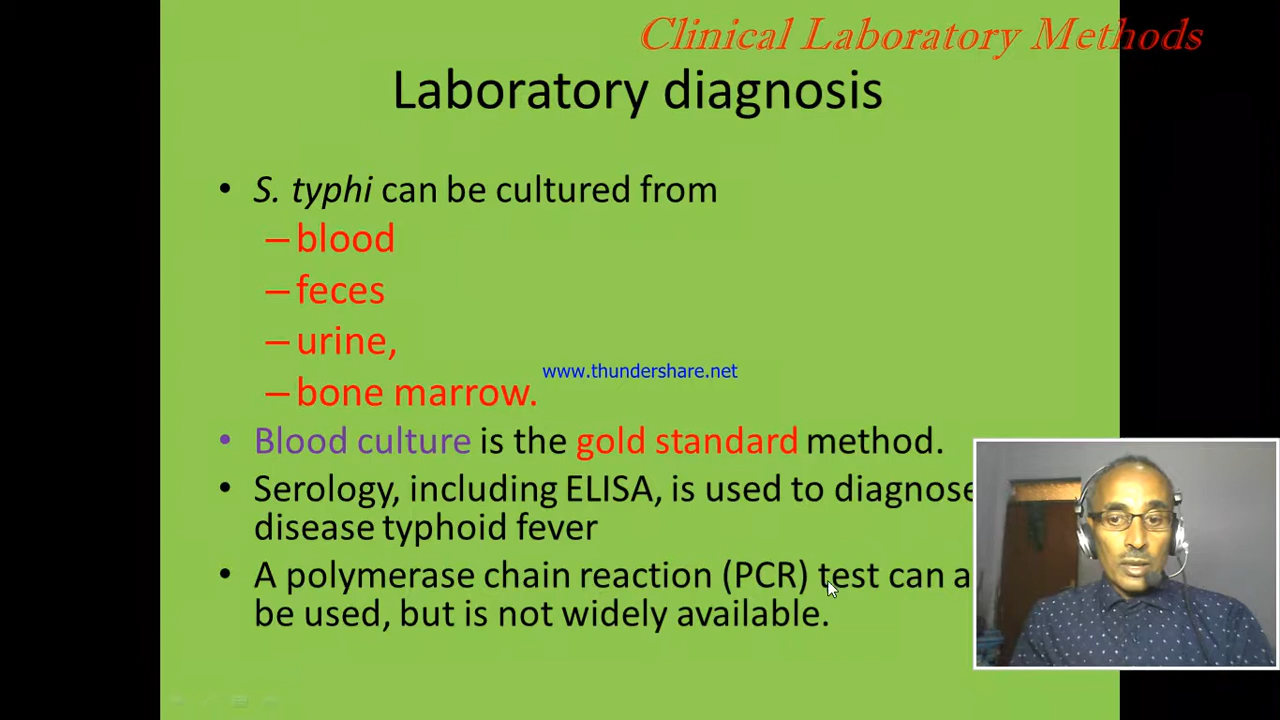 Clinical Laboratory Methods
Laboratory diagnosis
• S. typhi can be cultured from
– blood
– feces
– urine,
www.thundershare.net
– bone marrow.
• Blood culture is the gold standard method.
• Serology, including ELISA, is used to diagnose
disease typhoid fever
• A polymerase chain reaction (PCR) test can a
be used, but is not widely available.